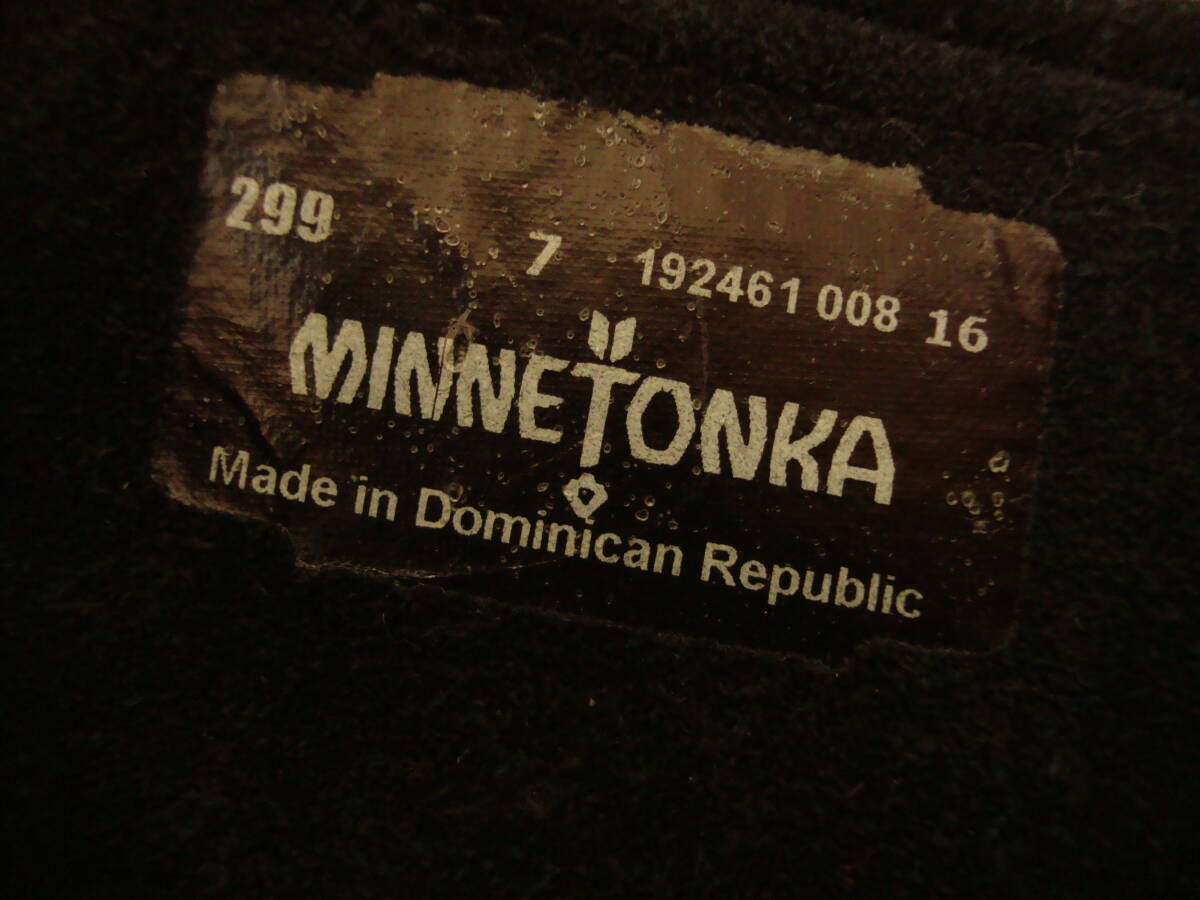 299 7 192461 008 16
MINNETONKA
Made in Dominican Republic